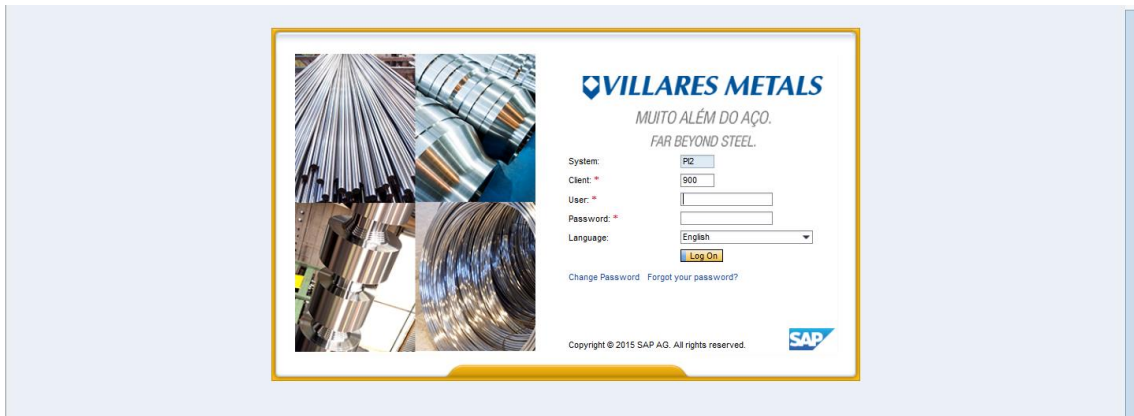 VILLARES METALS
MUITO ALÉM DO AÇO.
FAR BEYOND STEEL.
System: PI2
Client: * 900
User: *
Password: *
Language: English
Log On
Change Password Forgot your password?
Copyright © 2015 SAP AG. All rights reserved. SAP